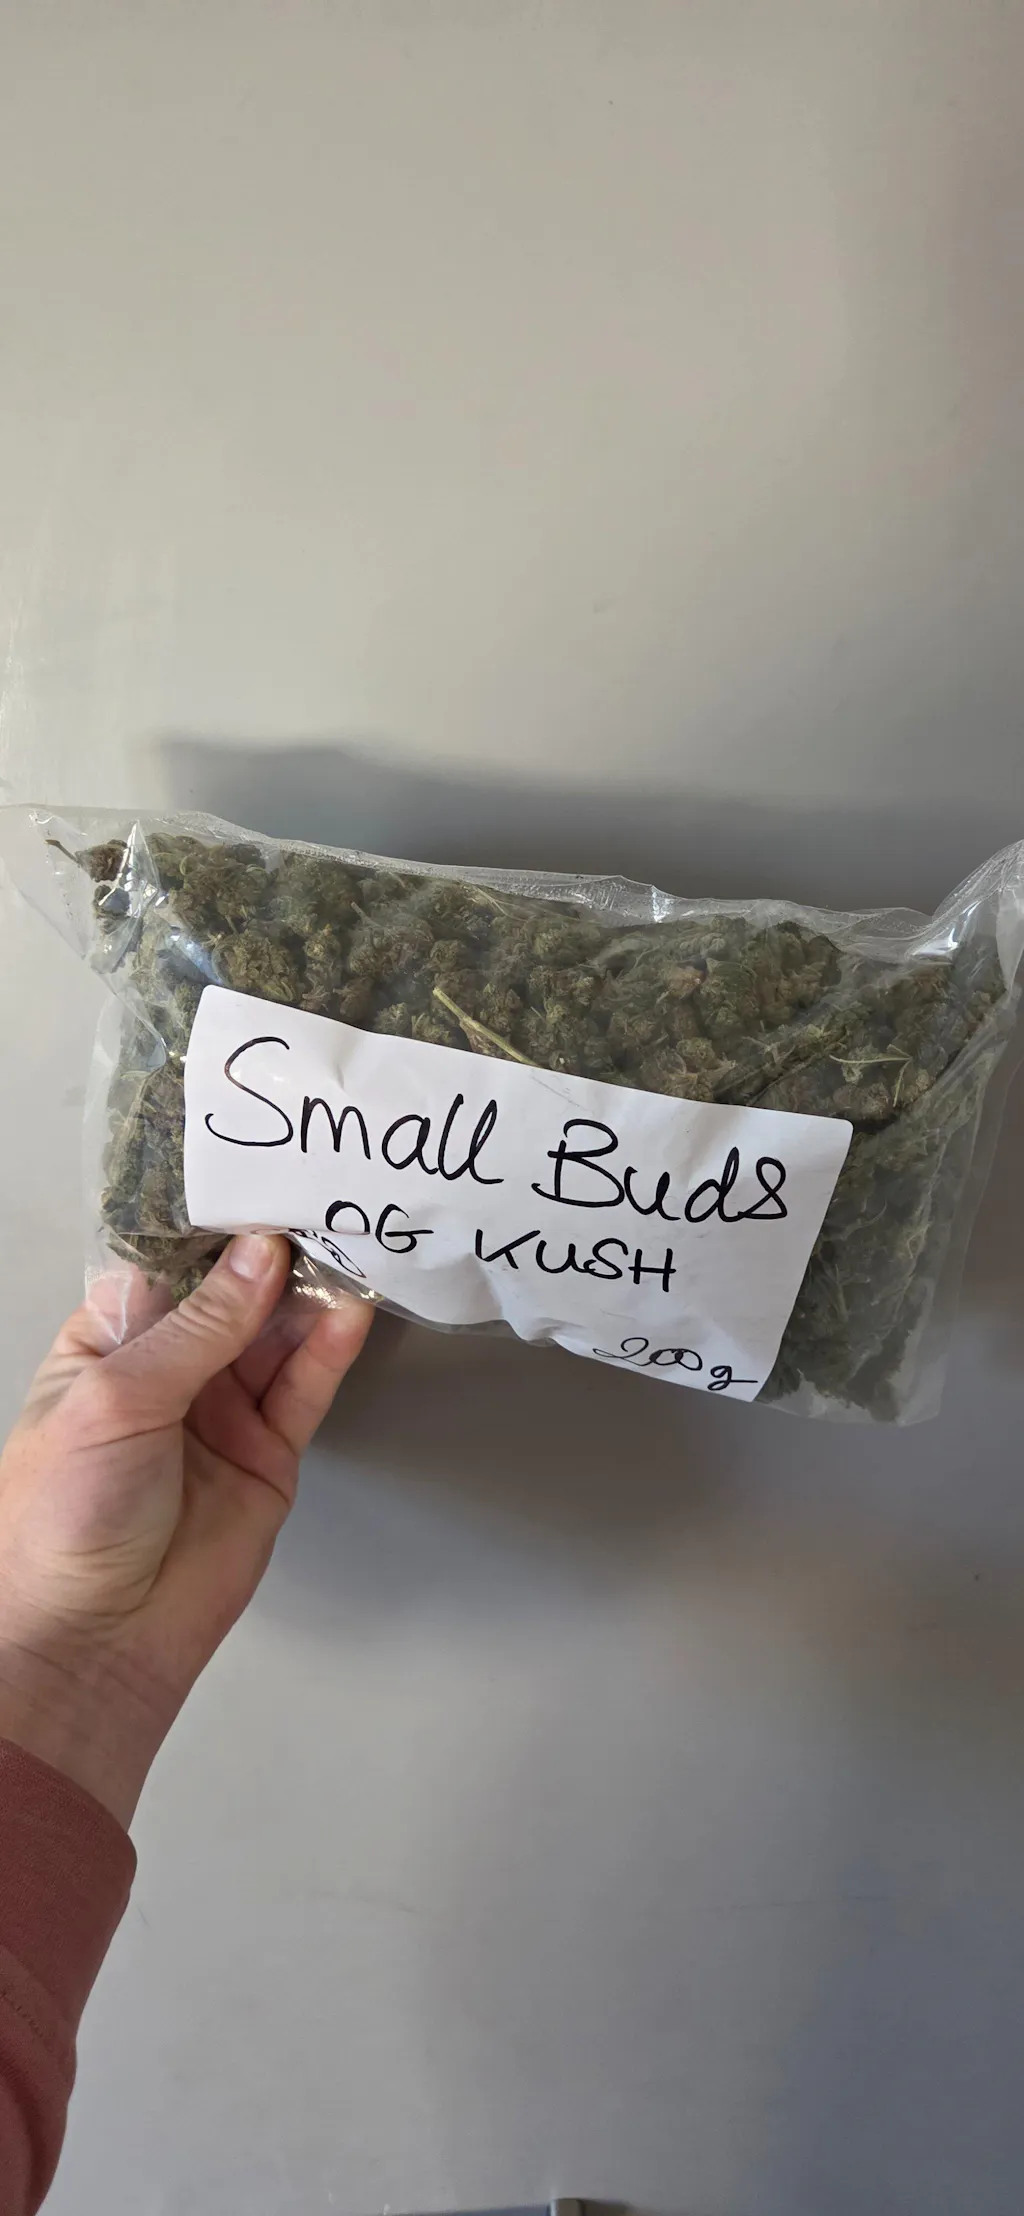 Small Buds
OG KUSH
200g